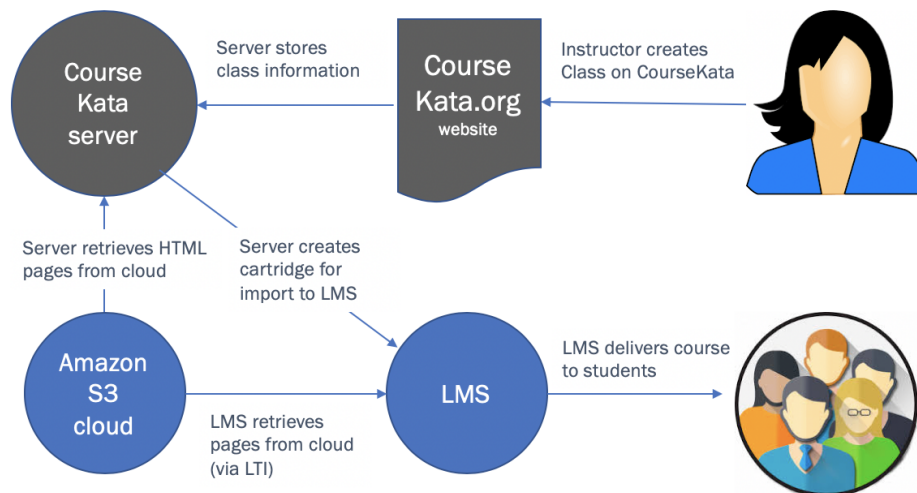 Course
Kata
server
Server stores
class information
Course
Kata.org
website
Instructor creates
Class on CourseKata
Server retrieves HTML
pages from cloud
Server creates
cartridge for
import to LMS
Amazon
S3
cloud
LMS retrieves
pages from cloud
(via LTI)
LMS
LMS delivers course
to students